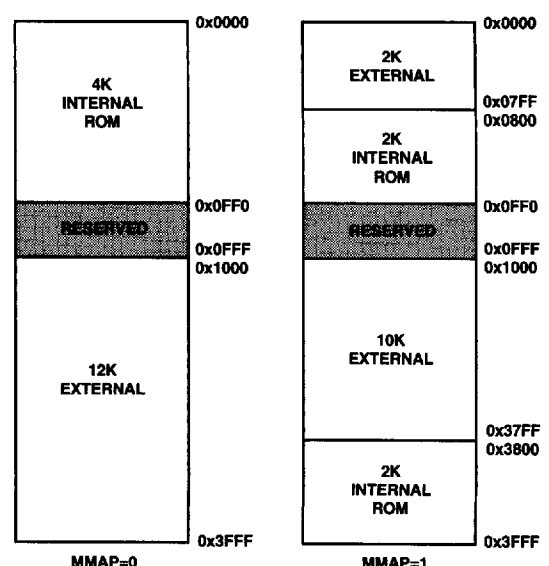 0x0000
4K
INTERNAL
ROM
0x0FF0
RESERVED
0x0FFF
0x1000
12K
EXTERNAL
0x3FFF
MMAP=0
0x0000
2K
EXTERNAL
0x07FF
0x0800
2K
INTERNAL
ROM
0x0FF0
RESERVED
0x0FFF
0x1000
10K
EXTERNAL
0x37FF
0x3800
2K
INTERNAL
ROM
0x3FFF
MMAP=1